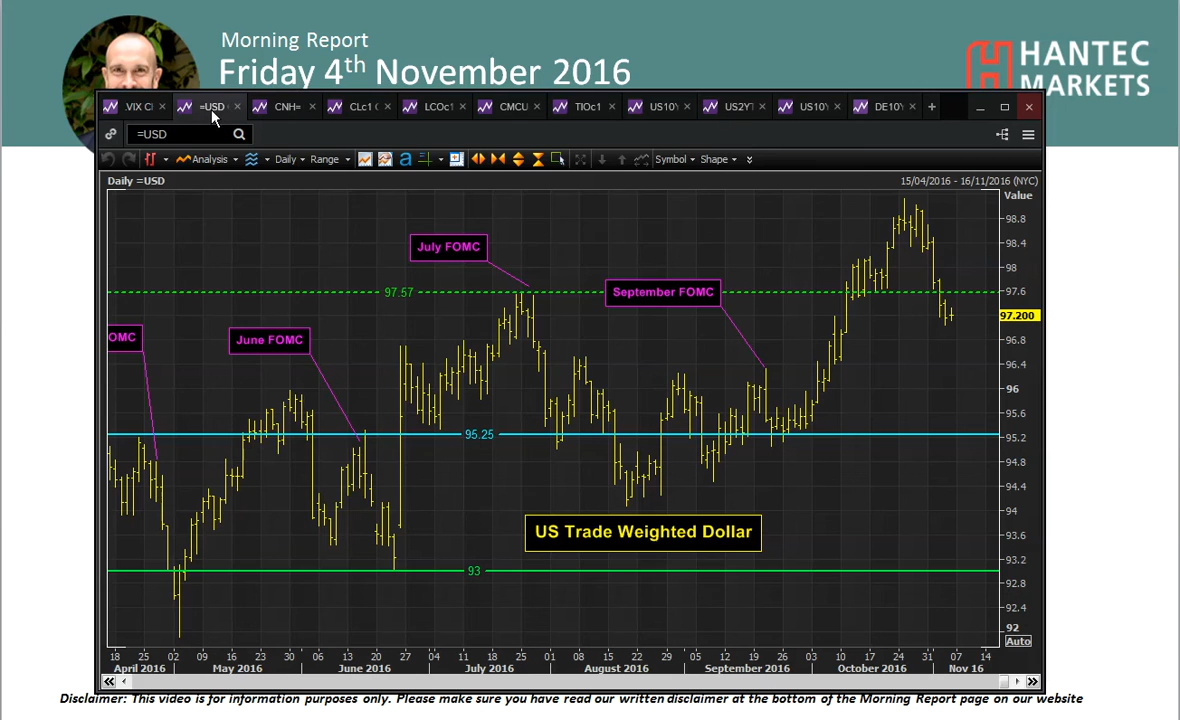 Morning Report
Friday 4th November 2016
HANTEC
MARKETS
.VIX C
=USD
CNH=
CLc1
LCOc1
CMCU
TIOc1
US10Y
US2YT
US10Y
DE10Y
=USD
Analysis
Daily
Range
Symbol
Shape
Daily =USD
15/04/2016 - 16/11/2016 (NYC)
Value
98.8
98.4
98
97.6
97.200
96.8
96.4
96
95.6
95.2
94.8
94.4
94
93.6
93.2
92.8
92.4
92
Auto
July FOMC
97.57
September FOMC
OMC
June FOMC
95.25
US Trade Weighted Dollar
93
18 25 02 09 16 23 30 06 13 20 27 04 11 18 25 01 08 15 22 29 05 12 19 26 03 10 17 24 31 07 14
April 2016 May 2016 June 2016 July 2016 August 2016 September 2016 October 2016 Nov 16
Disclaimer: This video is for information purposes only. Please make sure you have read our written disclaimer at the bottom of the Morning Report page on our website